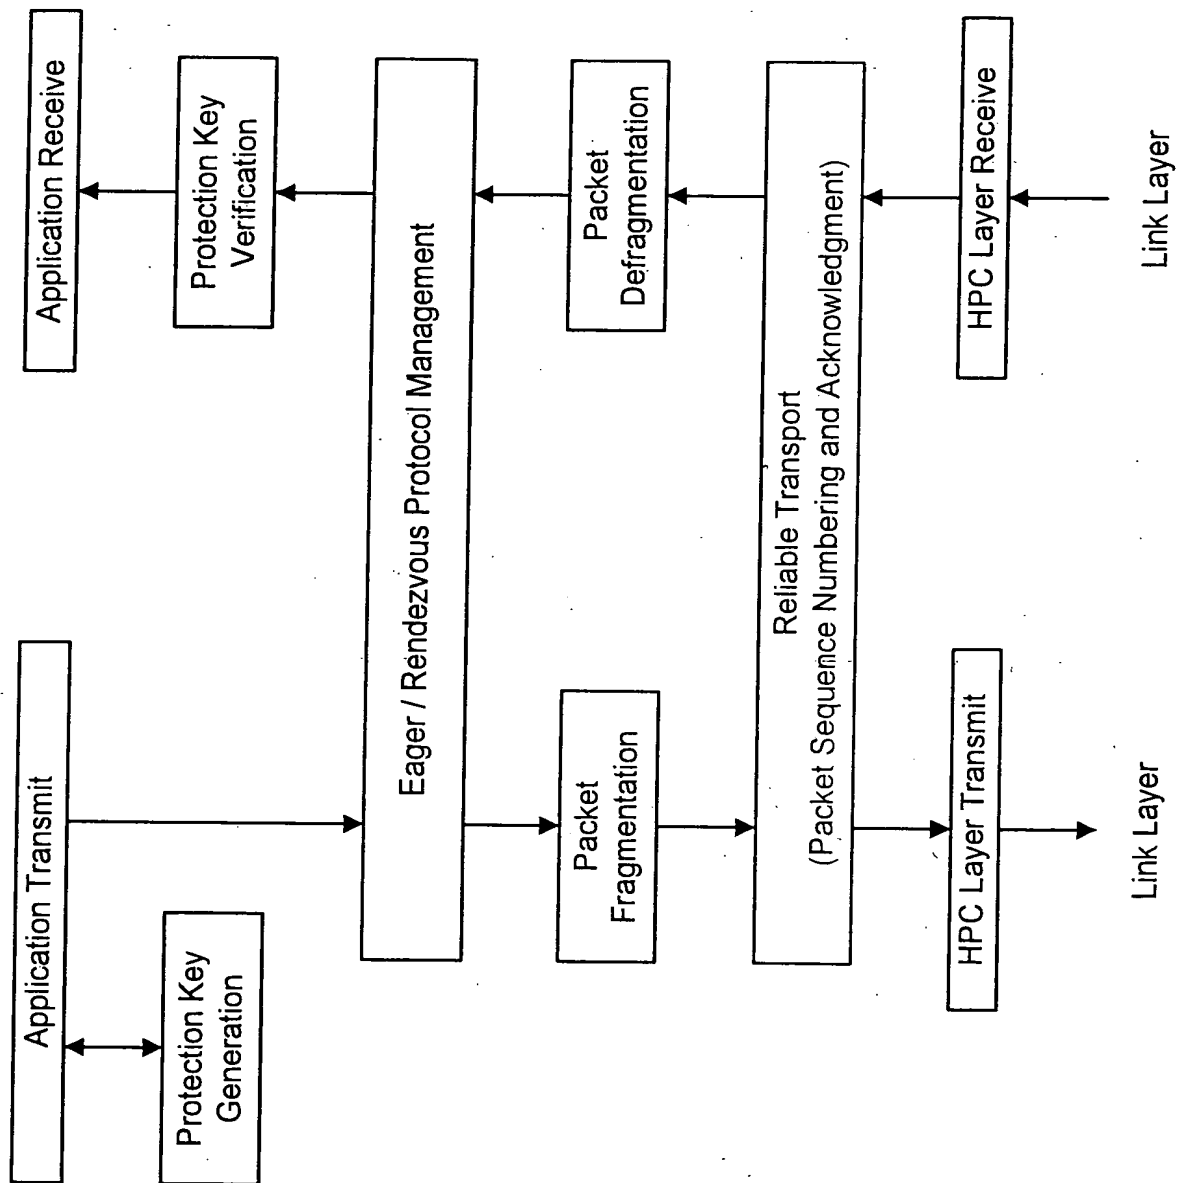 Application Transmit
Protection Key
Generation
Application Receive
Protection Key
Verification
Eager / Rendezvous Protocol Management
Packet
Fragmentation
Packet
Defragmentation
Reliable Transport
(Packet Sequence Numbering and Acknowledgment)
HPC Layer Transmit
HPC Layer Receive
Link Layer
Link Layer